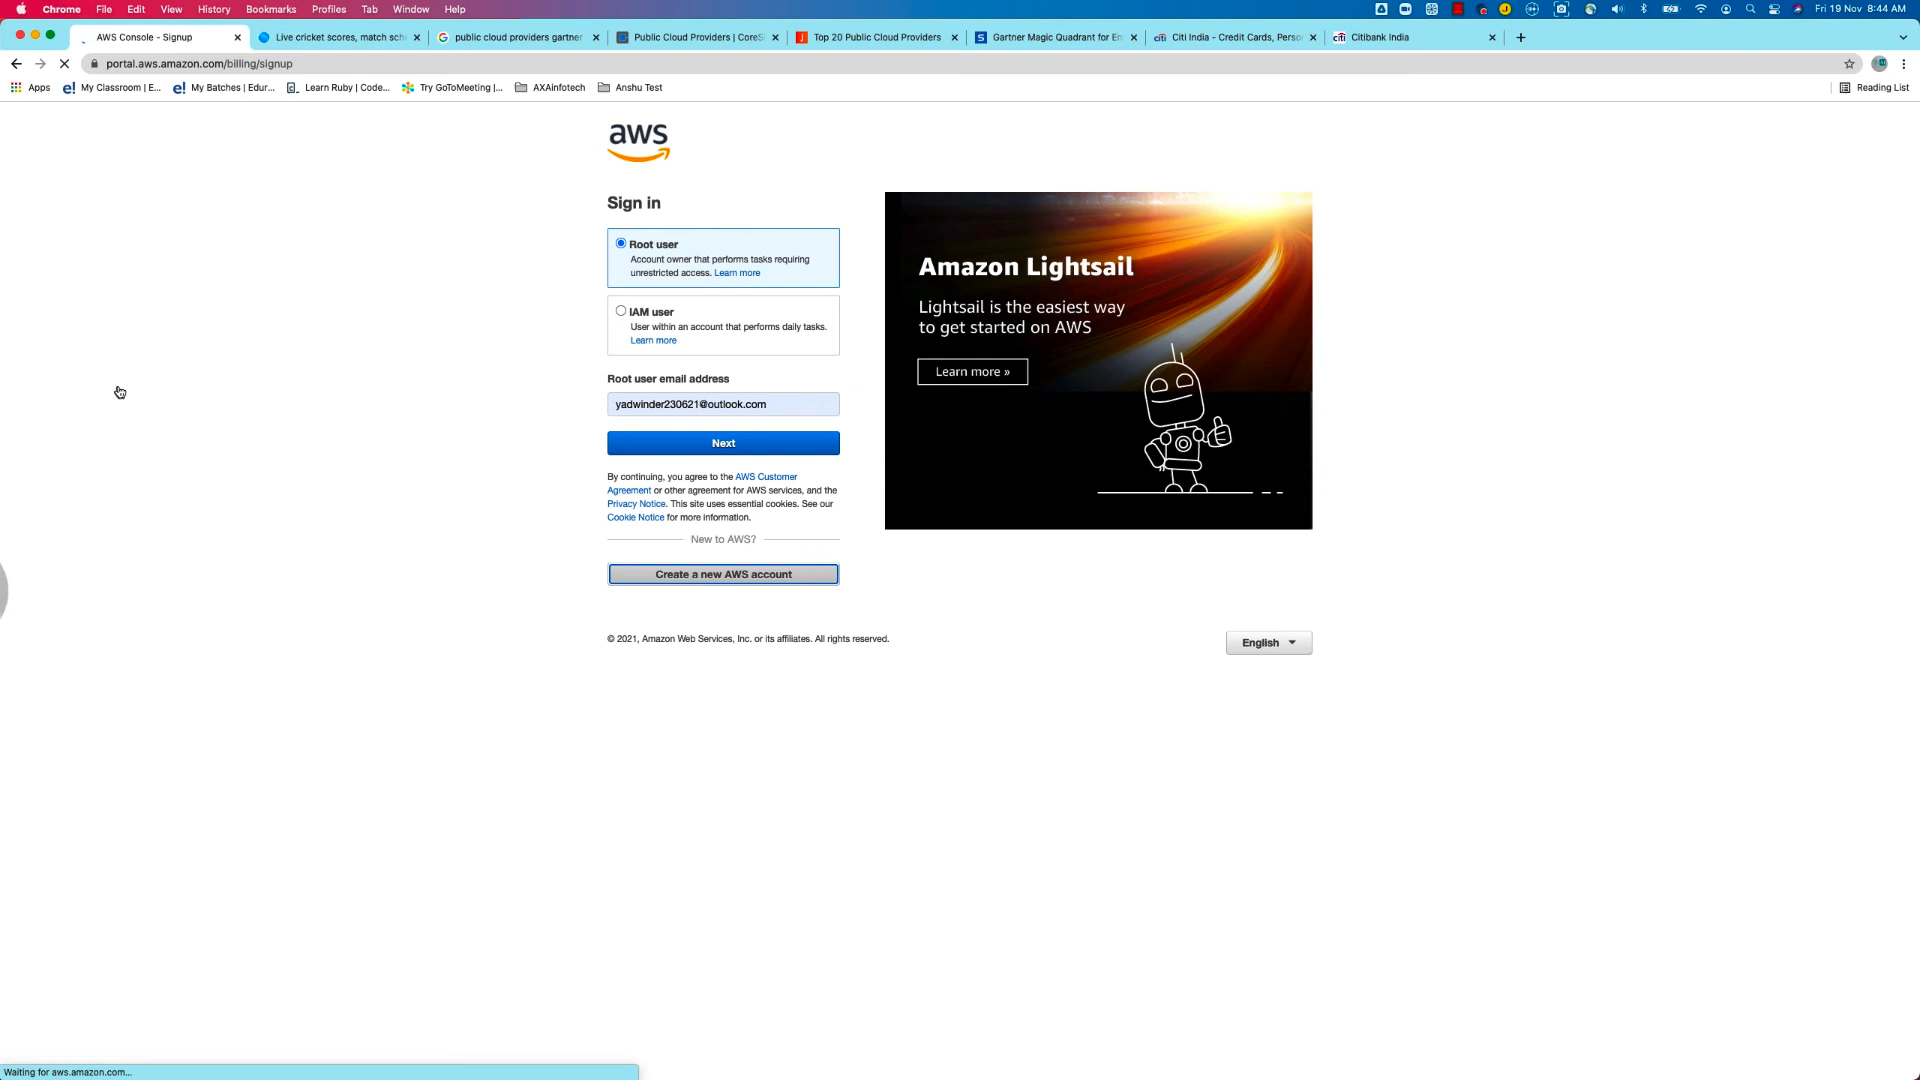 Chrome File Edit View History Bookmarks Profiles Tab Window Help Fri 19 Nov 8:44 AM
AWS Console - Signup Live cricket scores, match sch public cloud providers gartner Public Cloud Providers | CoreS Top 20 Public Cloud Providers Gartner Magic Quadrant for En Citi India - Credit Cards, Perso Citibank India
portal.aws.amazon.com/billing/signup
Apps My Classroom | E... My Batches | Edur... Learn Ruby | Code... Try GoToMeeting |... AXAinfotech Anshu Test Reading List
aws
Sign in
Root user
Account owner that performs tasks requiring
unrestricted access. Learn more
IAM user
User within an account that performs daily tasks.
Learn more
Root user email address
yadwinder230621@outlook.com
Next
By continuing, you agree to the AWS Customer
Agreement or other agreement for AWS services, and the
Privacy Notice. This site uses essential cookies. See our
Cookie Notice for more information.
New to AWS?
Create a new AWS account
Amazon Lightsail
Lightsail is the easiest way
to get started on AWS
Learn more »
© 2021, Amazon Web Services, Inc. or its affiliates. All rights reserved.
English
Waiting for aws.amazon.com...